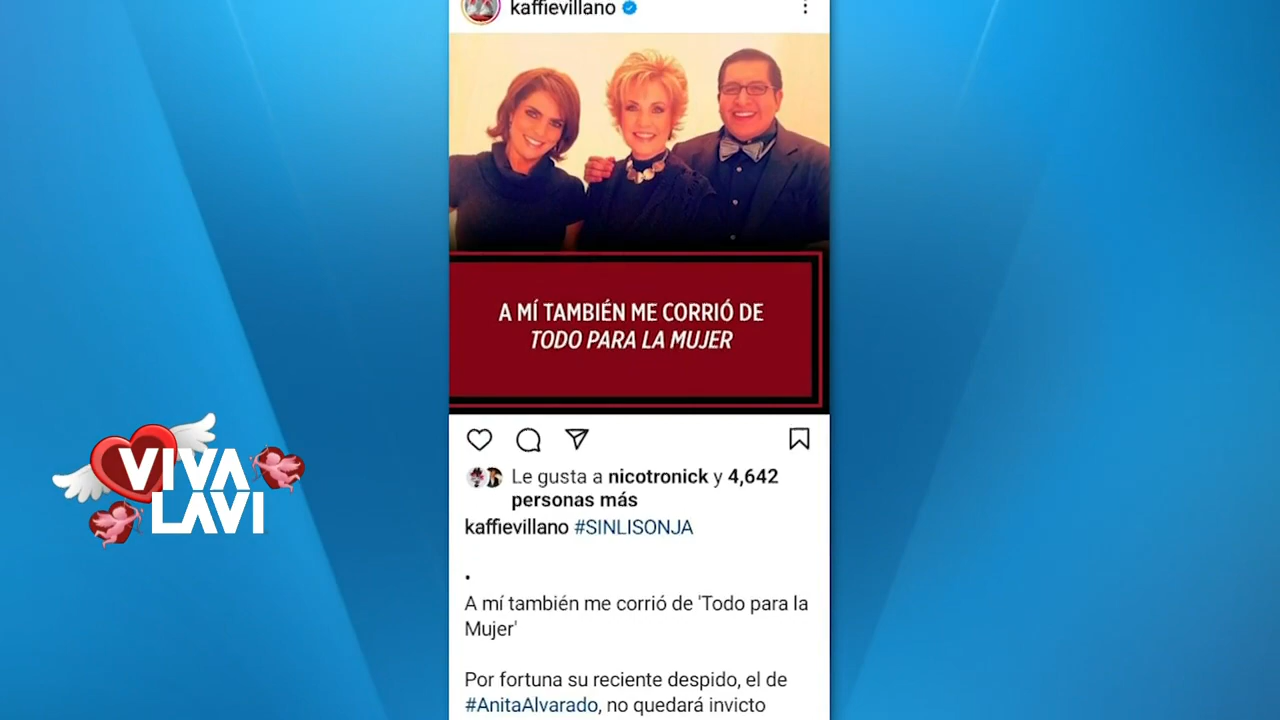 kaffievillano
A MÍ TAMBIÉN ME CORRIÓ DE
TODO PARA LA MUJER
VIVA
LAVI
Le gusta a nicotronick y 4,642
personas más
kaffievillano #SINLISONJA
.
A mí también me corrió de 'Todo para la
Mujer'
Por fortuna su reciente despido, el de
#AnitaAlvarado, no quedará invicto